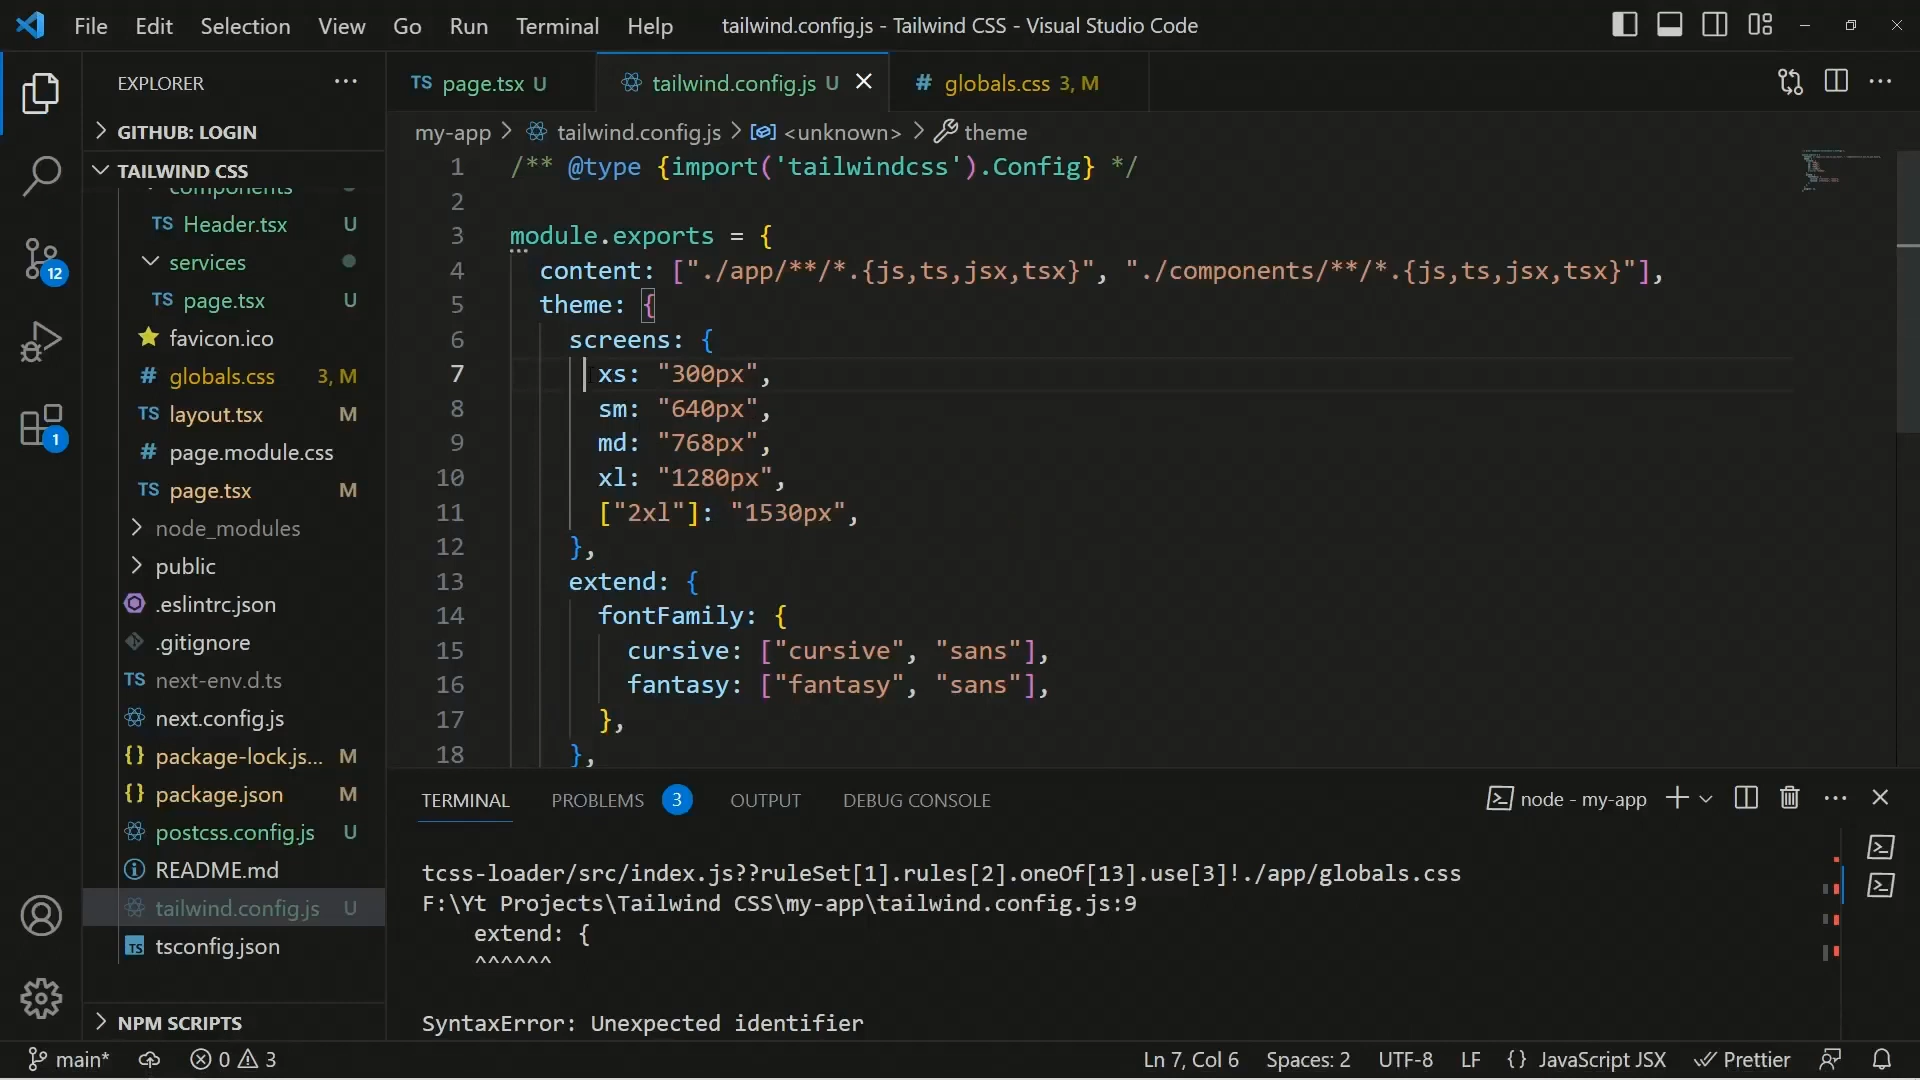 File Edit Selection View Go Run Terminal Help
tailwind.config.js - Tailwind CSS - Visual Studio Code
EXPLORER
GITHUB: LOGIN
TAILWIND CSS
components
TS Header.tsx U
services
TS page.tsx U
favicon.ico
# globals.css 3, M
TS layout.tsx M
# page.module.css
TS page.tsx M
node_modules
public
.eslintrc.json
.gitignore
TS next-env.d.ts
next.config.js
{} package-lock.js... M
{} package.json M
postcss.config.js U
README.md
tailwind.config.js U
TS tsconfig.json
NPM SCRIPTS
12
1
TS page.tsx U
tailwind.config.js U
# globals.css 3, M
my-app > tailwind.config.js > <unknown> > theme
1 /** @type {import('tailwindcss').Config} */
2
3 module.exports = {
4 content: ["./app/**/*.{js,ts,jsx,tsx}", "./components/**/*.{js,ts,jsx,tsx}"],
5 theme: {
6 screens: {
7 xs: "300px",
8 sm: "640px",
9 md: "768px",
10 xl: "1280px",
11 ["2xl"]: "1530px",
12 },
13 extend: {
14 fontFamily: {
15 cursive: ["cursive", "sans"],
16 fantasy: ["fantasy", "sans"],
17 },
18 },
TERMINAL PROBLEMS 3 OUTPUT DEBUG CONSOLE
node - my-app
tcss-loader/src/index.js??ruleSet[1].rules[2].oneOf[13].use[3]!./app/globals.css
F:\Yt Projects\Tailwind CSS\my-app\tailwind.config.js:9
extend: {
^^^^^^
SyntaxError: Unexpected identifier
main* 0 3
Ln 7, Col 6 Spaces: 2 UTF-8 LF {} JavaScript JSX Prettier